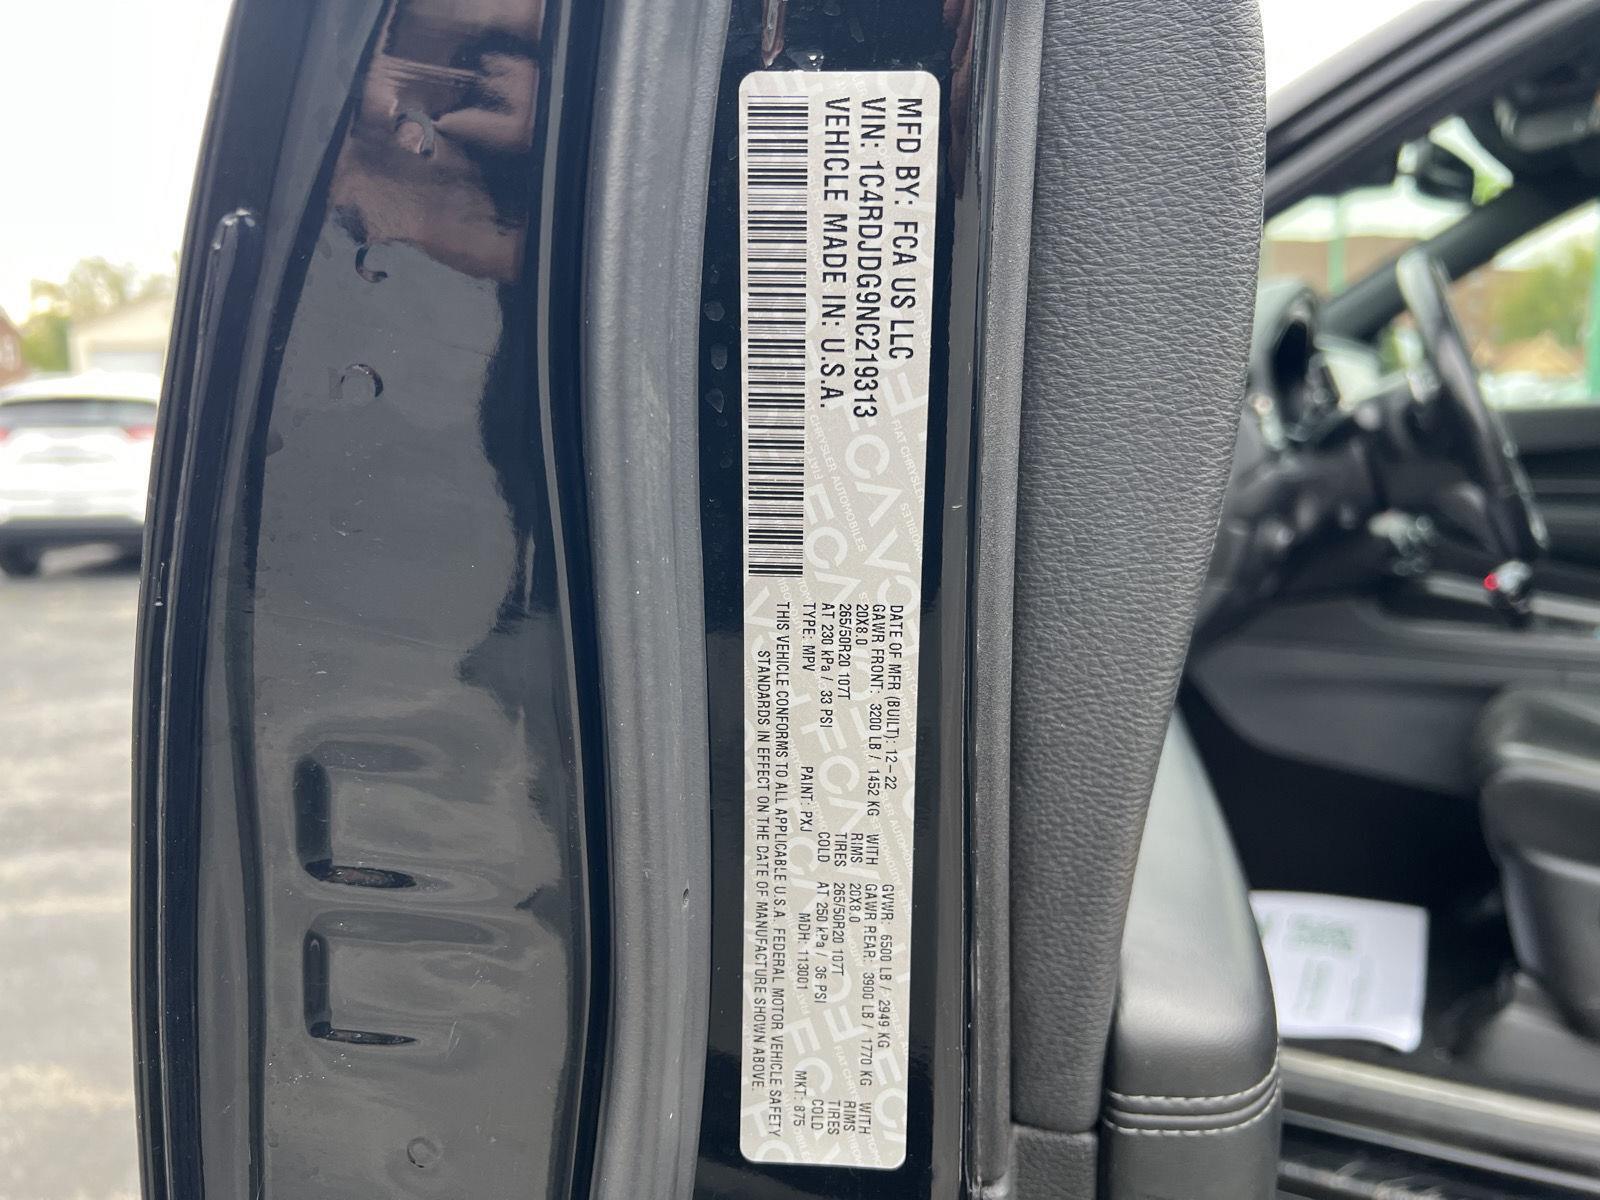 MFD BY: FCA US LLC
VIN: 1C4RDJDG9NC219313
VEHICLE MADE IN: U.S.A.
DATE OF MFR (BUILT): 12-22 GVWR: 6500 LB / 2949 KG
GAWR FRONT: 3200 LB / 1452 KG WITH GAWR REAR: 3900 LB / 1770 KG WITH
20X8.0 RIMS 20X8.0 RIMS
265/50R20 107T TIRES 265/50R20 107T TIRES
AT 230 kPa / 33 PSI COLD AT 250 kPa / 36 PSI COLD
TYPE: MPV PAINT: PXJ MDH: 113001 MKT: B75
THIS VEHICLE CONFORMS TO ALL APPLICABLE U.S.A. FEDERAL MOTOR VEHICLE SAFETY
STANDARDS IN EFFECT ON THE DATE OF MANUFACTURE SHOWN ABOVE.